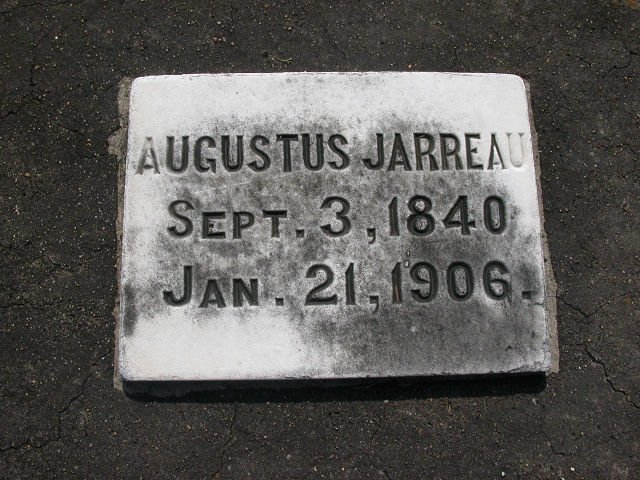 AUGUSTUS JARREAU
SEPT. 3, 1840
JAN. 21, 1906.